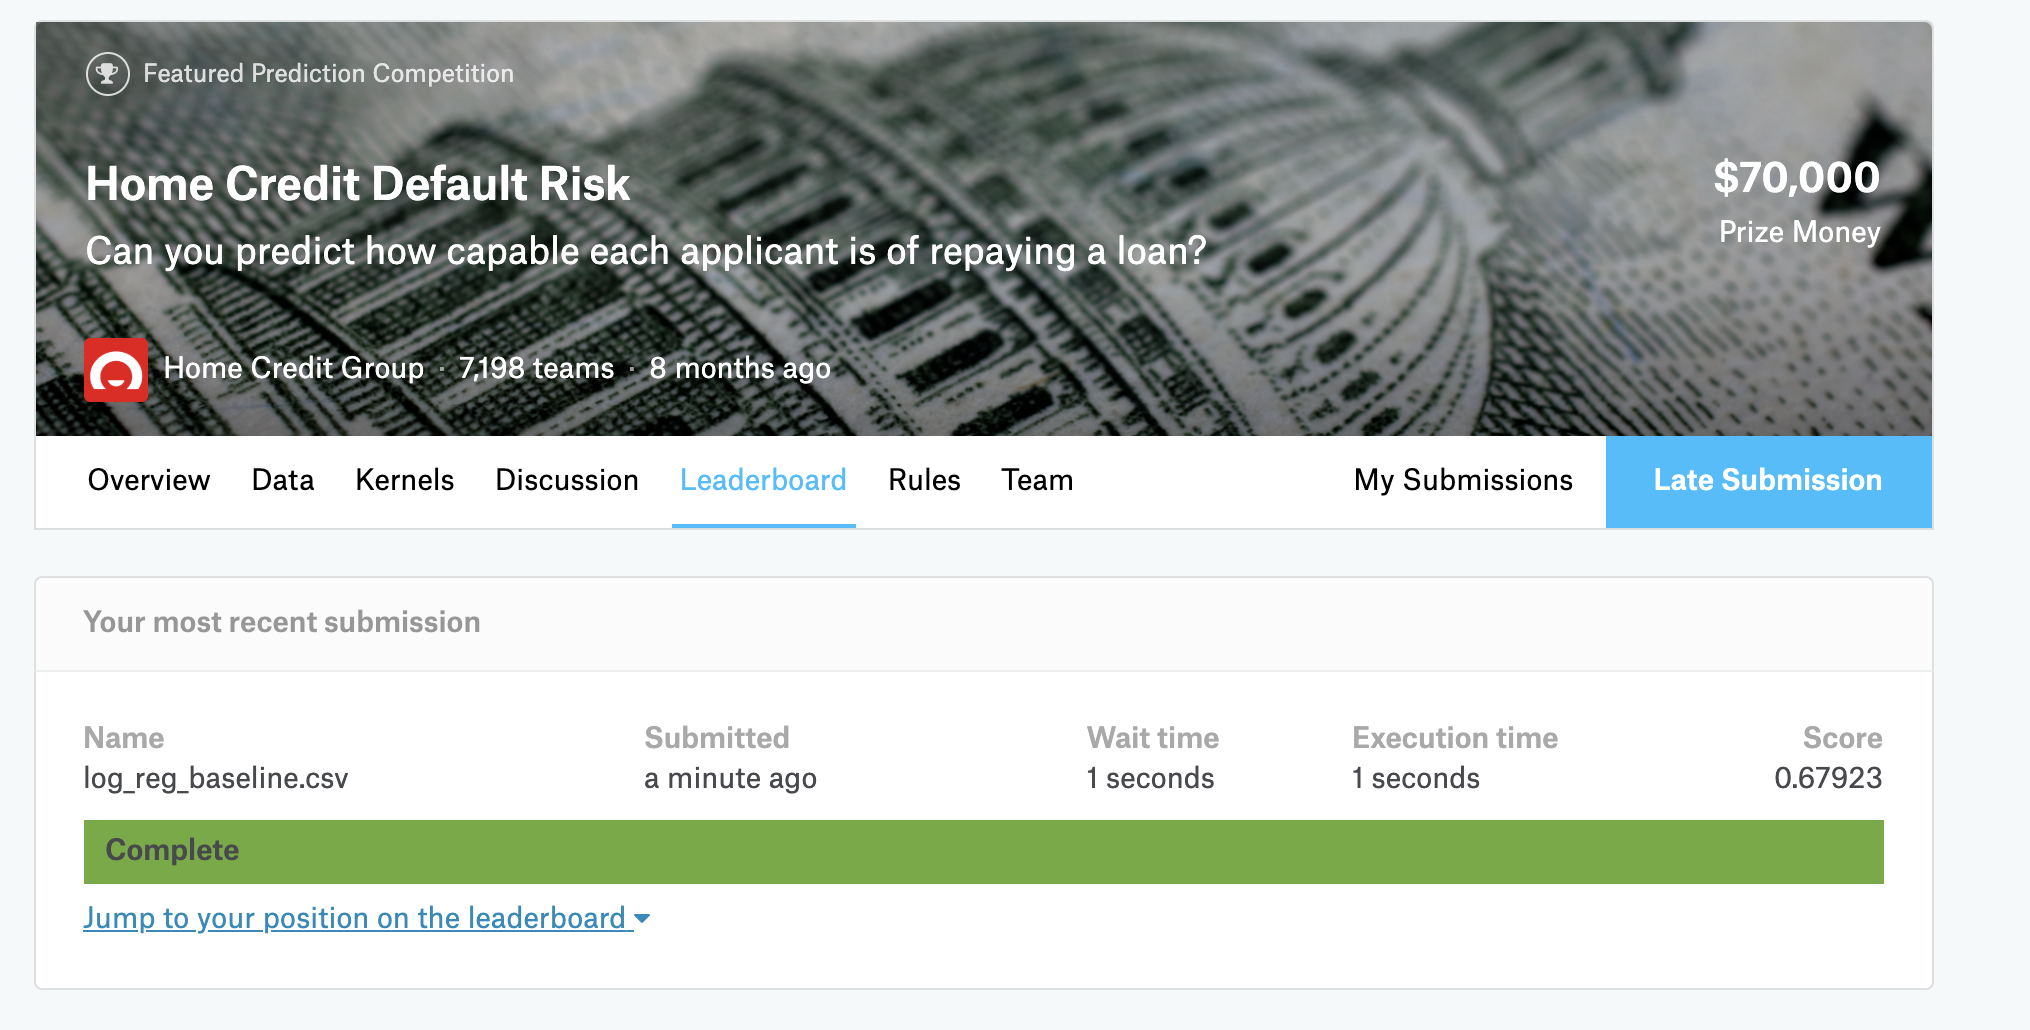 Featured Prediction Competition
Home Credit Default Risk
Can you predict how capable each applicant is of repaying a loan?
$70,000
Prize Money
Home Credit Group · 7,198 teams · 8 months ago
Overview Data Kernels Discussion Leaderboard Rules Team My Submissions Late Submission
Your most recent submission
Name Submitted Wait time Execution time Score
log_reg_baseline.csv a minute ago 1 seconds 1 seconds 0.67923
Complete
Jump to your position on the leaderboard